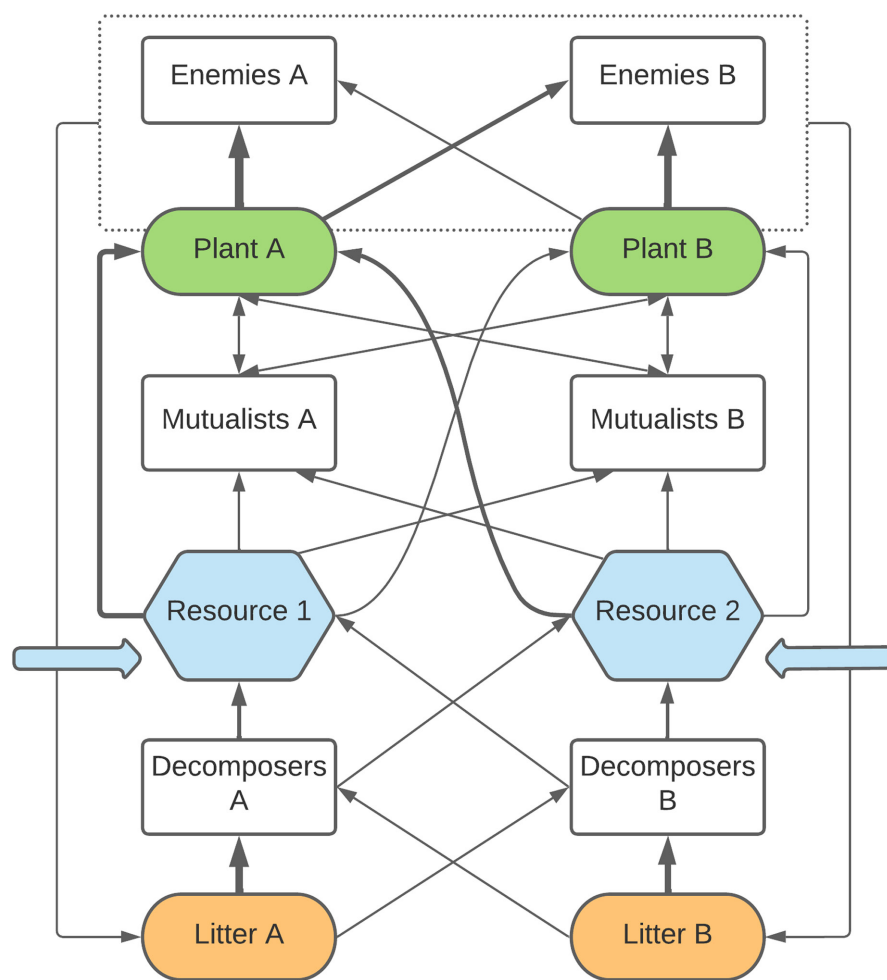 Enemies A
Enemies B
Plant A
Plant B
Mutualists A
Mutualists B
Resource 1
Resource 2
Decomposers
A
Decomposers
B
Litter A
Litter B